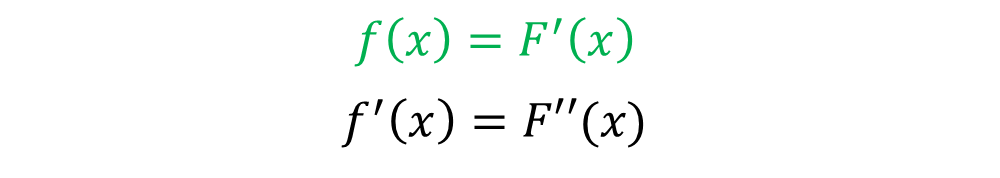 f(x) = F′(x)
f′(x) = F′′(x)